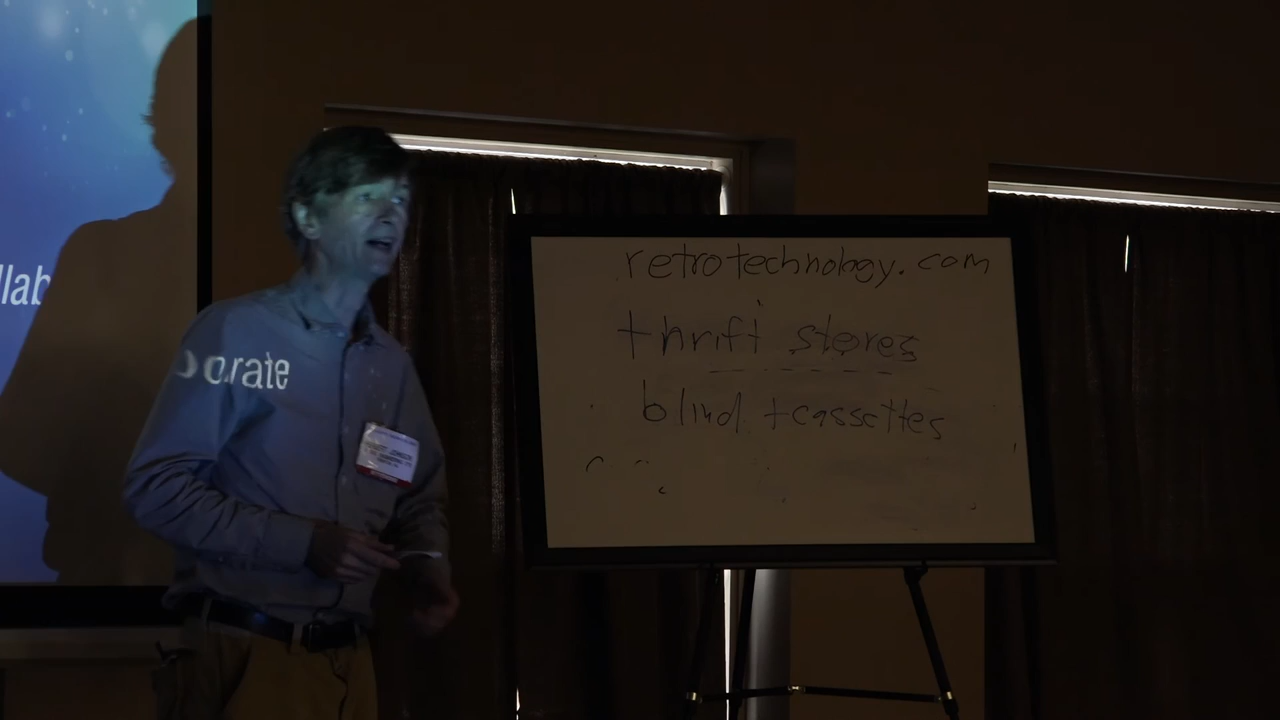 llab
orate
retrotechnology.com
thrift stores
blind + cassettes